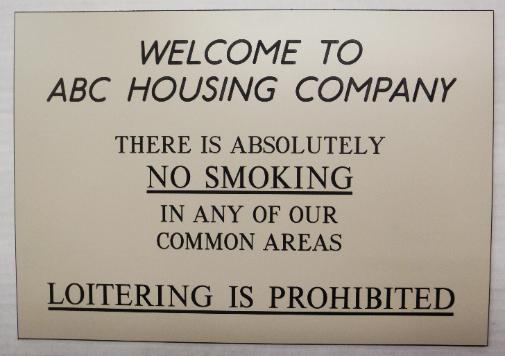 WELCOME TO
ABC HOUSING COMPANY
THERE IS ABSOLUTELY
NO SMOKING
IN ANY OF OUR
COMMON AREAS
LOITERING IS PROHIBITED